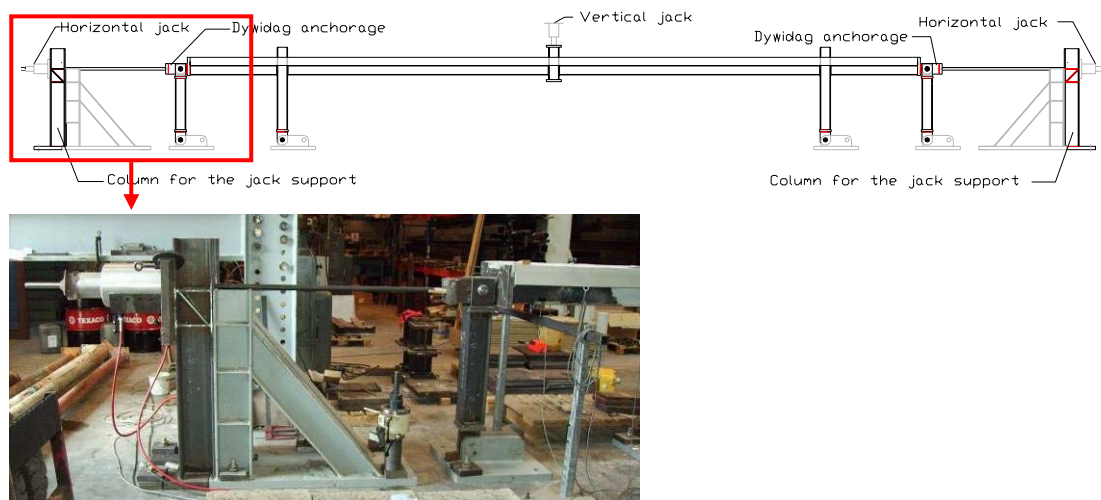 Vertical jack
Horizontal jack
Dywidag anchorage
Horizontal jack
Dywidag anchorage
Column for the jack support
Column for the jack support
TEXACO
TEXACO